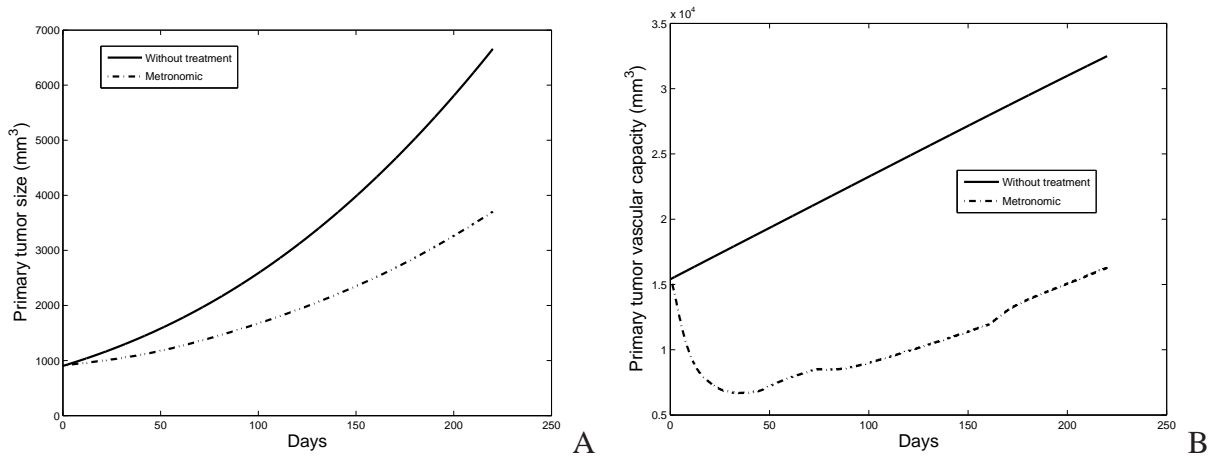 7000
6000
5000
4000
3000
2000
1000
0
0 50 100 150 200 250
Days
Primary tumor size (mm³)
Without treatment
Metronomic
A
x 10⁴
3.5
3
2.5
2
1.5
1
0.5
0 50 100 150 200 250
Days
Primary tumor vascular capacity (mm³)
Without treatment
Metronomic
B